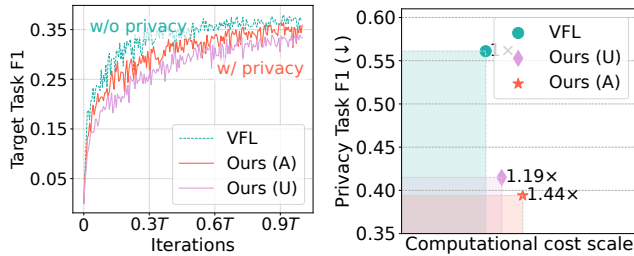 w/o privacy
w/ privacy
Target Task F1
0.35
0.25
0.15
0.05
VFL
Ours (A)
Ours (U)
0
0.3T
0.6T
0.9T
Iterations
Privacy Task F1 (↓)
0.60
0.55
0.50
0.45
0.40
0.35
VFL
Ours (U)
Ours (A)
1×
1.19×
1.44×
Computational cost scale